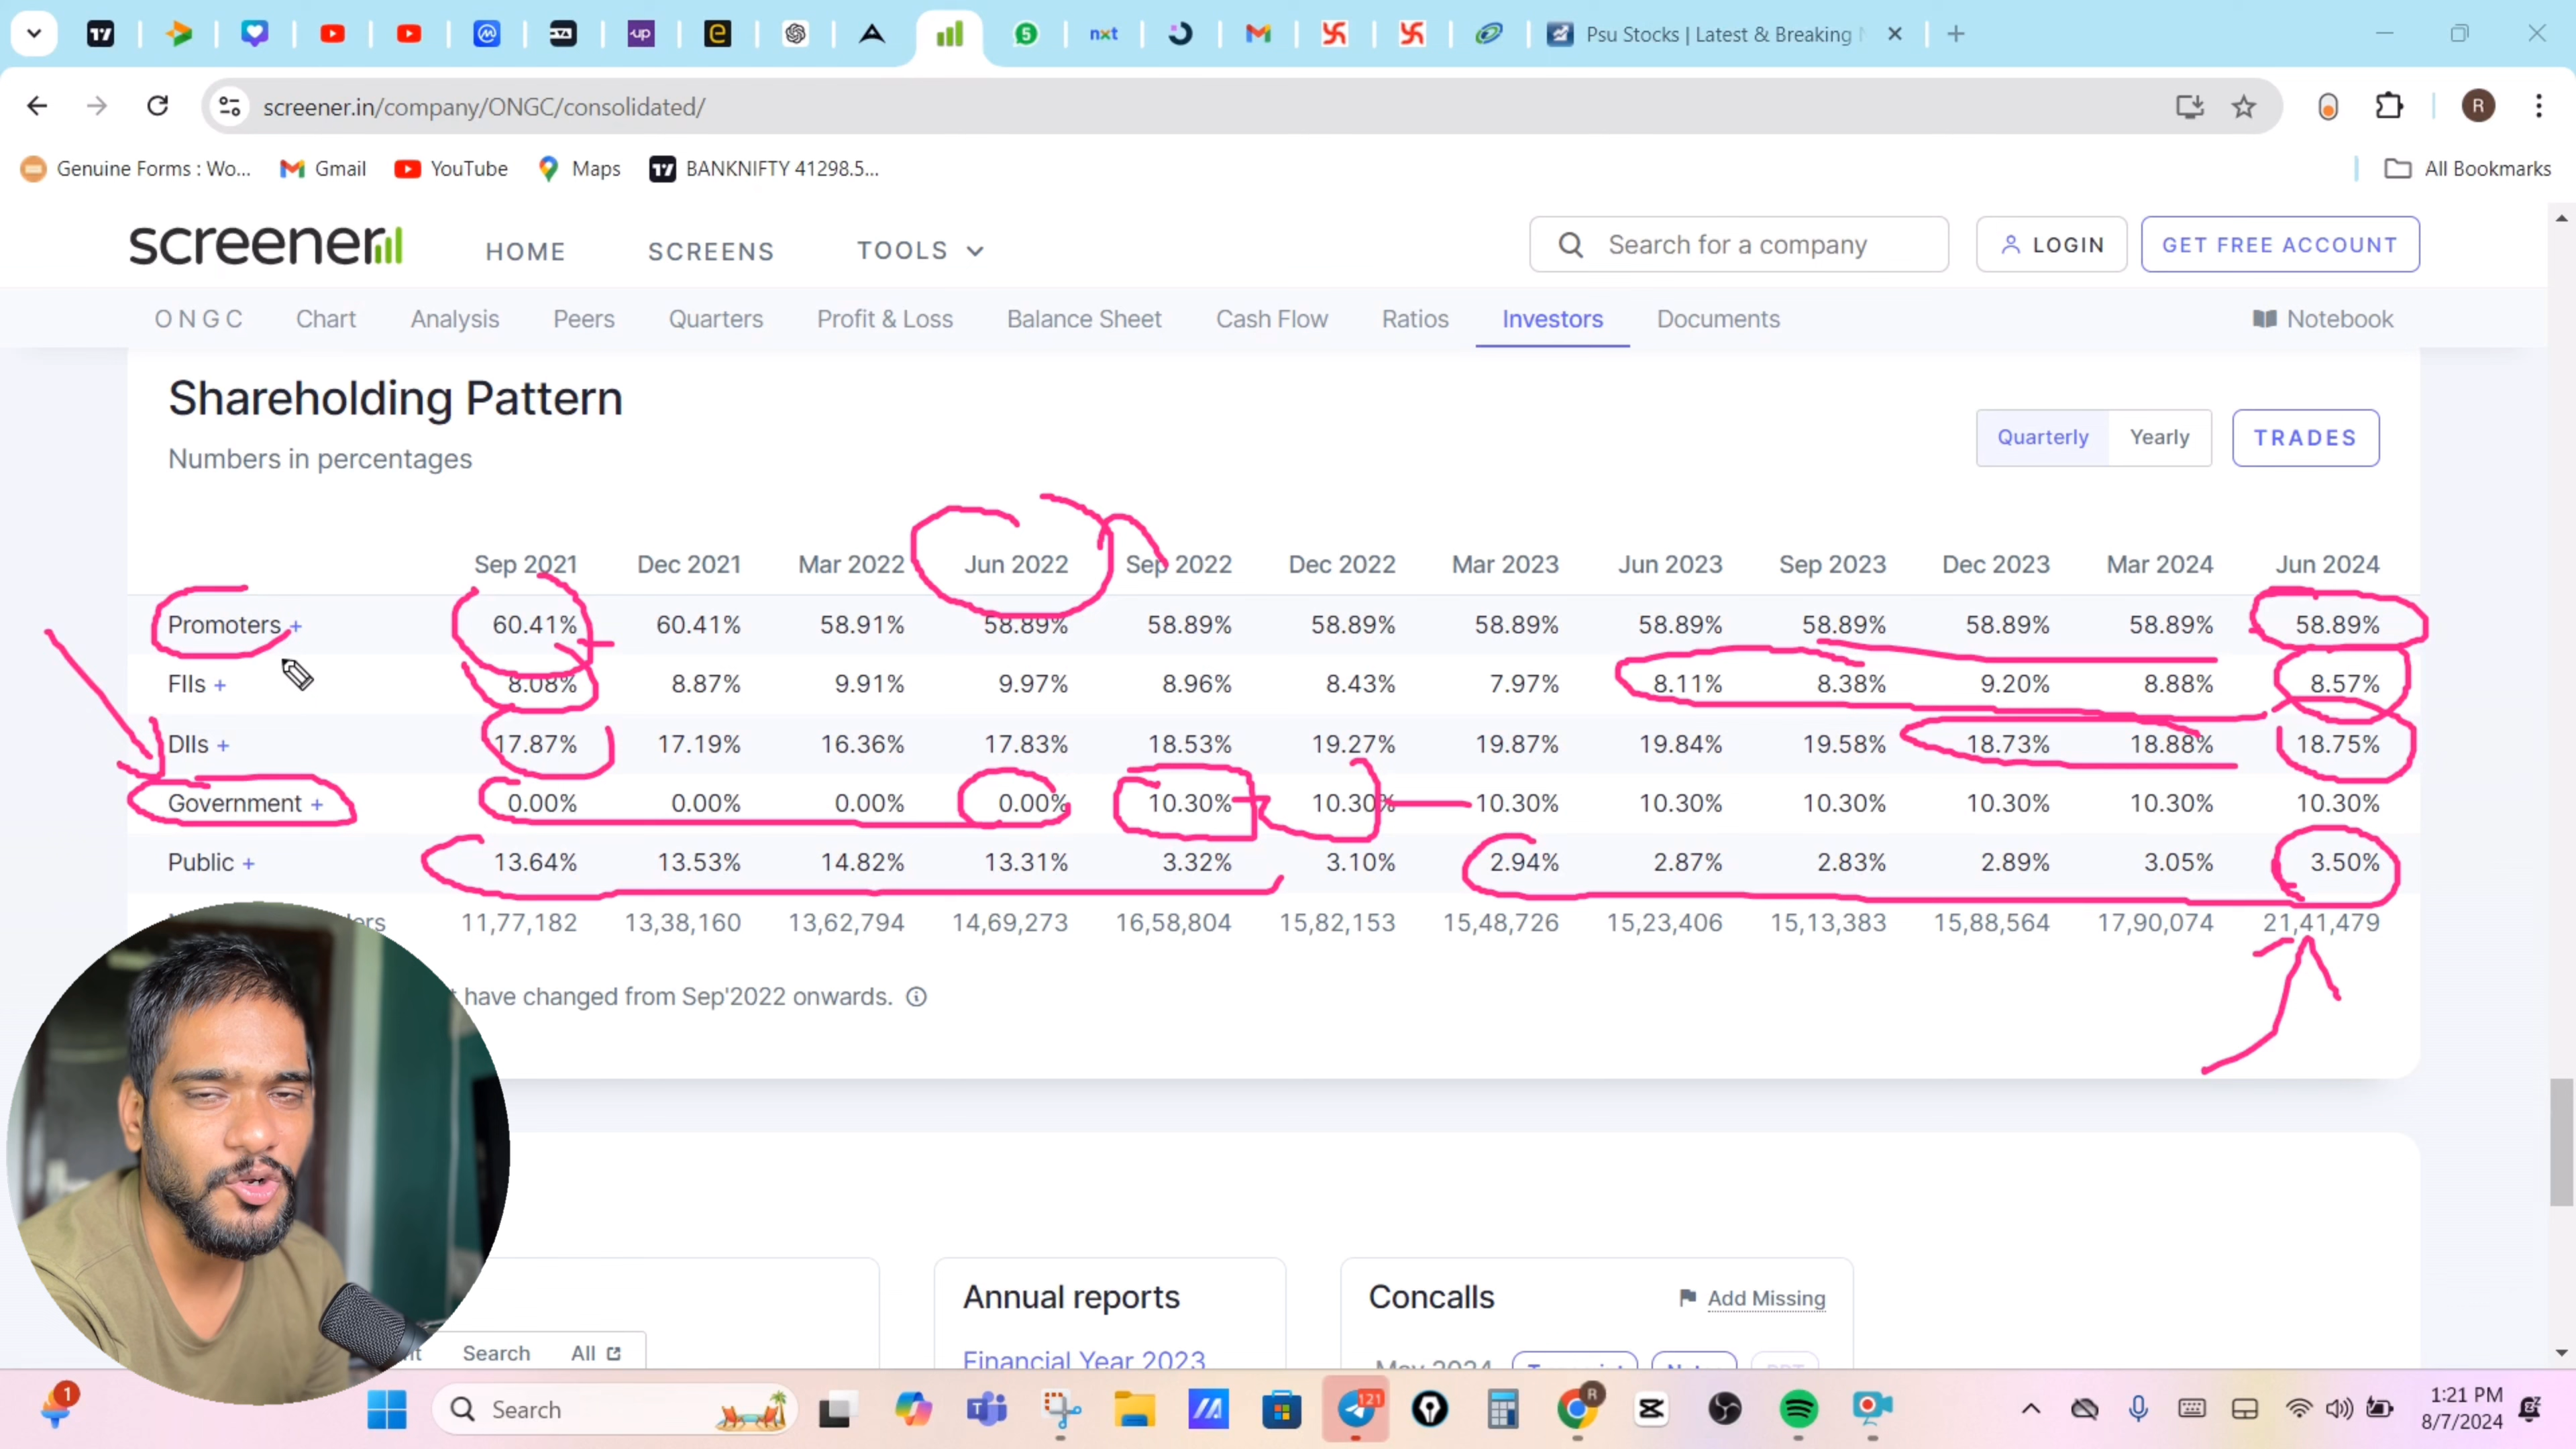 Psu Stocks | Latest & Breaking
screener.in/company/ONGC/consolidated/
R
Genuine Forms : Wo... Gmail YouTube Maps BANKNIFTY 41298.5... All Bookmarks
screener HOME SCREENS TOOLS Search for a company LOGIN GET FREE ACCOUNT
ONGC Chart Analysis Peers Quarters Profit & Loss Balance Sheet Cash Flow Ratios Investors Documents Notebook
Shareholding Pattern
Numbers in percentages
Quarterly Yearly TRADES
Sep 2021 Dec 2021 Mar 2022 Jun 2022 Sep 2022 Dec 2022 Mar 2023 Jun 2023 Sep 2023 Dec 2023 Mar 2024 Jun 2024
Promoters + 60.41% 60.41% 58.91% 58.89% 58.89% 58.89% 58.89% 58.89% 58.89% 58.89% 58.89% 58.89%
FIIs + 8.08% 8.87% 9.91% 9.97% 8.96% 8.43% 7.97% 8.11% 8.38% 9.20% 8.88% 8.57%
DIIs + 17.87% 17.19% 16.36% 17.83% 18.53% 19.27% 19.87% 19.84% 19.58% 18.73% 18.88% 18.75%
Government + 0.00% 0.00% 0.00% 0.00% 10.30% 10.30% 10.30% 10.30% 10.30% 10.30% 10.30% 10.30%
Public + 13.64% 13.53% 14.82% 13.31% 3.32% 3.10% 2.94% 2.87% 2.83% 2.89% 3.05% 3.50%
11,77,182 13,38,160 13,62,794 14,69,273 16,58,804 15,82,153 15,48,726 15,23,406 15,13,383 15,88,564 17,90,074 21,41,479
have changed from Sep'2022 onwards.
Annual reports
Concalls Add Missing
Search All
Financial Year 2023
May 2024
1 Search 121 R 1:21 PM
8/7/2024